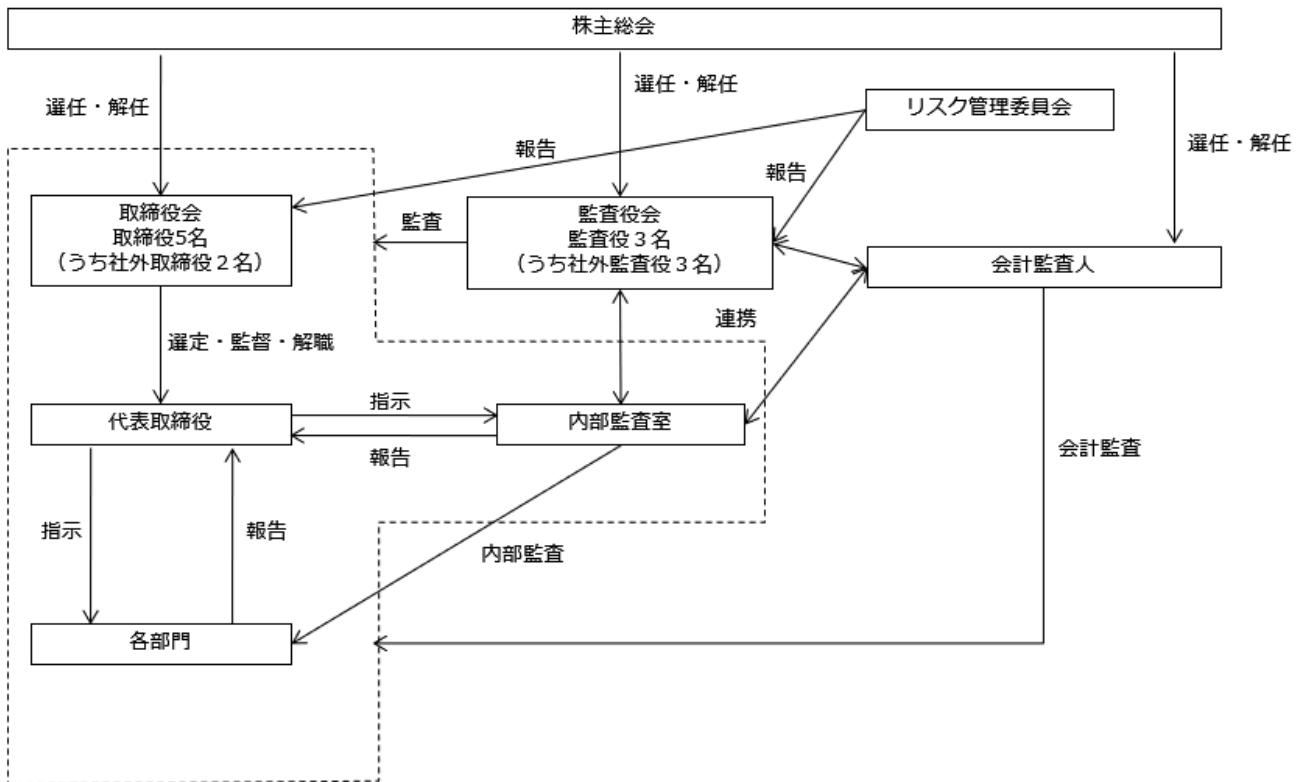 株主総会
選任・解任
選任・解任
リスク管理委員会
選任・解任
報告
報告
取締役会
取締役5名
（うち社外取締役２名）
監査
監査役会
監査役３名
（うち社外監査役３名）
会計監査人
選定・監督・解職
連携
代表取締役
指示
報告
内部監査室
会計監査
指示
報告
内部監査
各部門